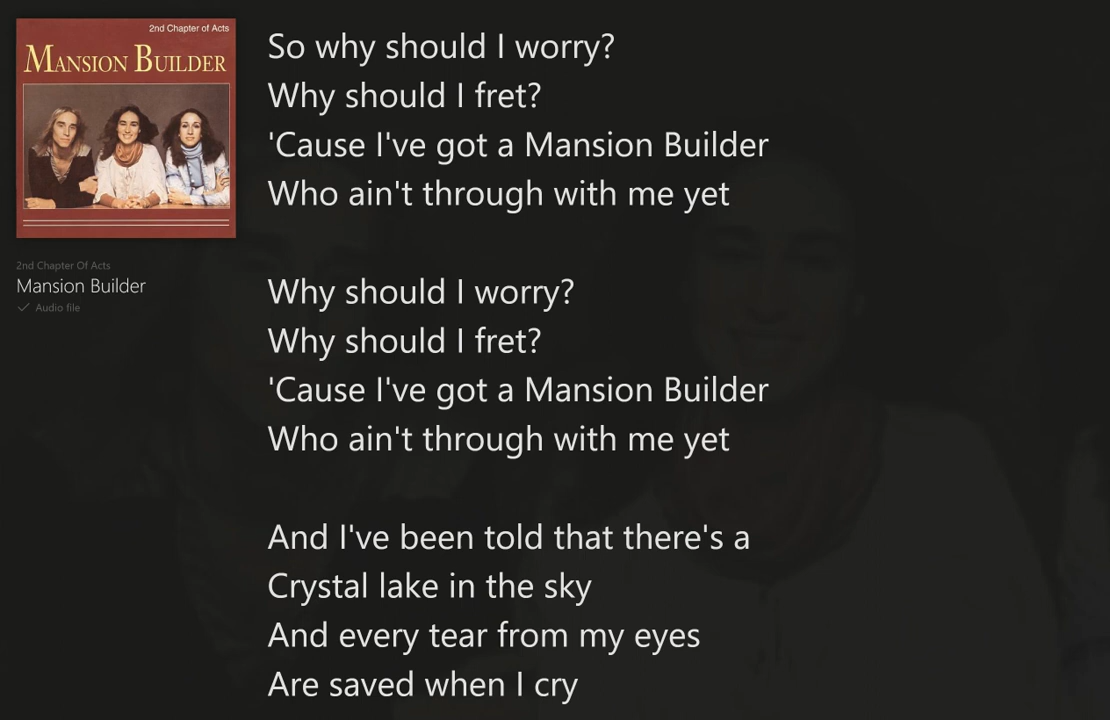 2nd Chapter of Acts
MANSION BUILDER
2nd Chapter Of Acts
Mansion Builder
Audio file
So why should I worry?
Why should I fret?
'Cause I've got a Mansion Builder
Who ain't through with me yet
Why should I worry?
Why should I fret?
'Cause I've got a Mansion Builder
Who ain't through with me yet
And I've been told that there's a
Crystal lake in the sky
And every tear from my eyes
Are saved when I cry